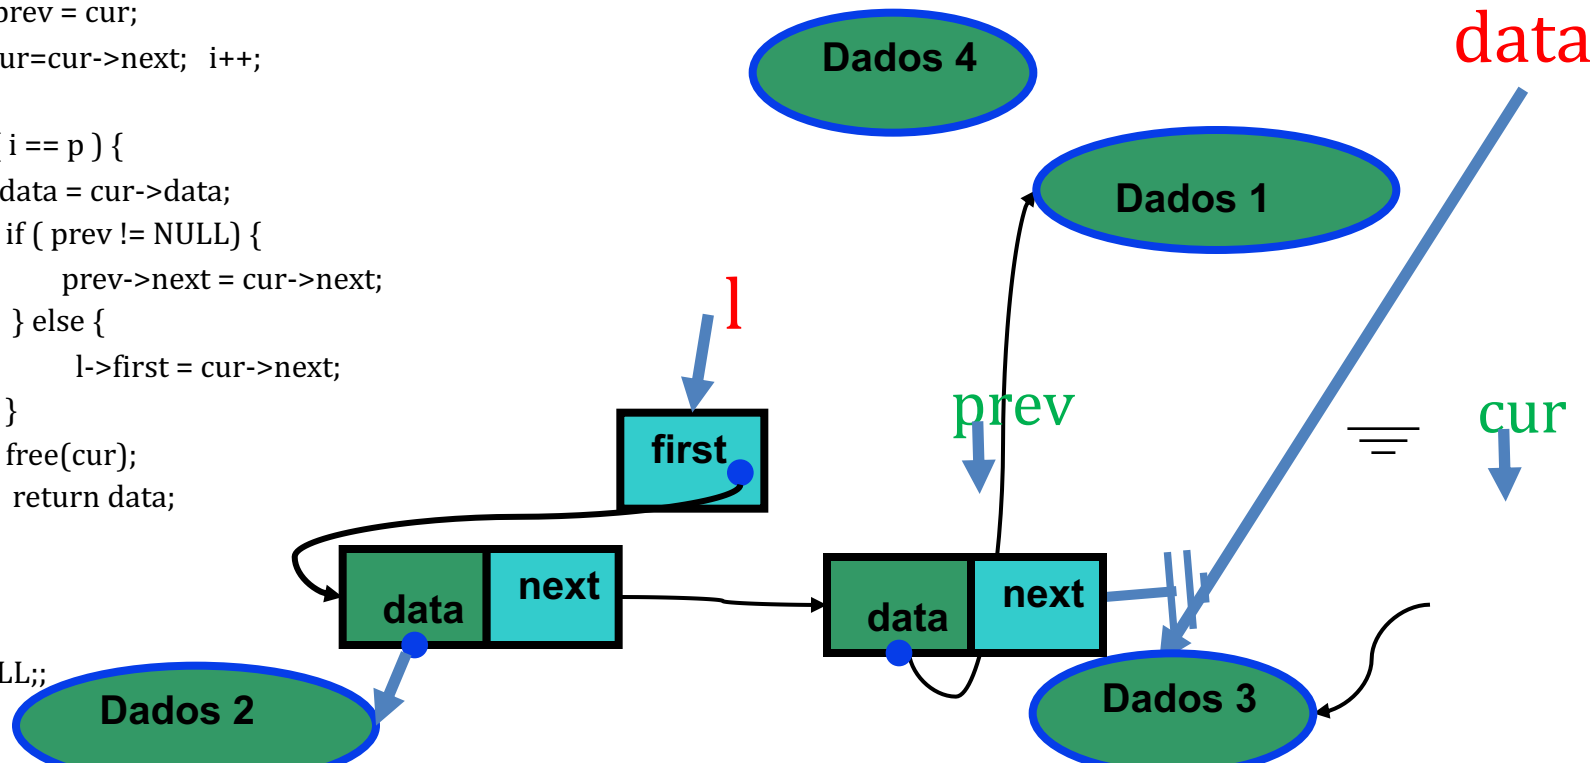 prev = cur;
ur=cur->next; i++;
( i == p ) {
data = cur->data;
if ( prev != NULL) {
prev->next = cur->next;
} else {
l->first = cur->next;
}
free(cur);
return data;
LL;;
Dados 4
data
Dados 1
l
prev
cur
first
data
next
data
next
Dados 2
Dados 3